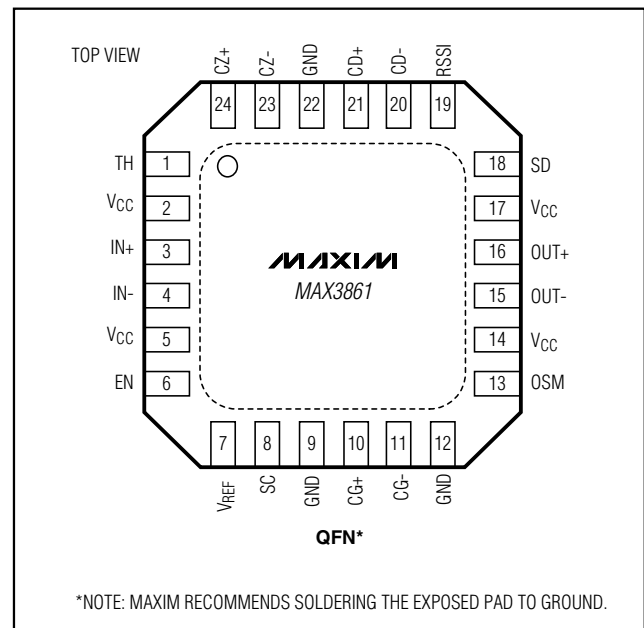 TOP VIEW
CZ+ CZ- GND CD+ CD- RSSI
24 23 22 21 20 19
TH 1 18 SD
VCC 2 17 VCC
IN+ 3 16 OUT+
MAXIM
MAX3861
IN- 4 15 OUT-
VCC 5 14 VCC
EN 6 13 OSM
7 8 9 10 11 12
VREF SC GND CG+ CG- GND
QFN*
*NOTE: MAXIM RECOMMENDS SOLDERING THE EXPOSED PAD TO GROUND.